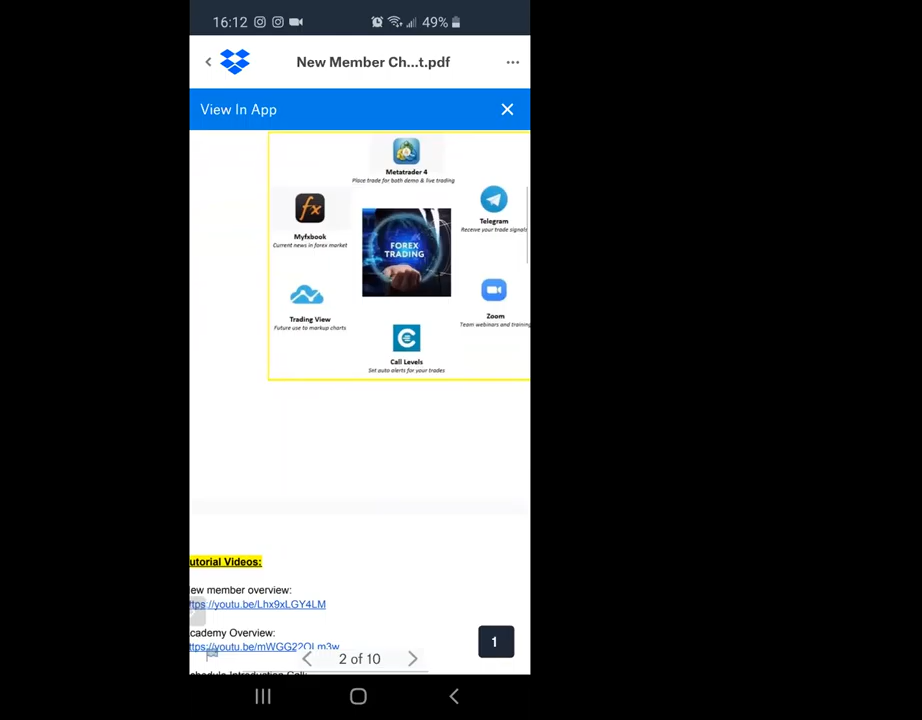 16:12
49%
New Member Ch...t.pdf
View In App
Metatrader 4
Place trade for both demo & live trading
fx
Myfxbook
Current news in forex market
FOREX
TRADING
Telegram
Receive your trade signals
Trading View
Future use to markup charts
Zoom
Team webinars and training
Call Levels
Set auto alerts for your trades
utorial Videos:
ew member overview:
ttps://youtu.be/Lhx9xLGY4LM
cademy Overview:
1
2 of 10